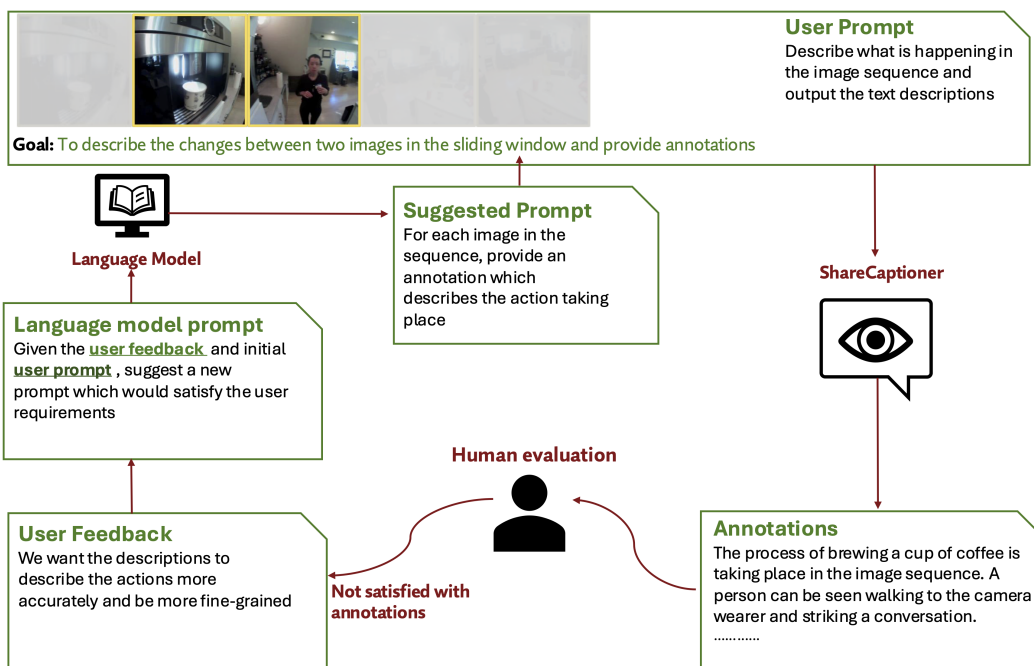 User Prompt
Describe what is happening in
the image sequence and
output the text descriptions
Goal: To describe the changes between two images in the sliding window and provide annotations
Language Model
Suggested Prompt
For each image in the
sequence, provide an
annotation which
describes the action taking
place
ShareCaptioner
Language model prompt
Given the user feedback and initial
user prompt , suggest a new
prompt which would satisfy the user
requirements
Human evaluation
User Feedback
We want the descriptions to
describe the actions more
accurately and be more fine-grained
Not satisfied with
annotations
Annotations
The process of brewing a cup of coffee is
taking place in the image sequence. A
person can be seen walking to the camera
wearer and striking a conversation.
............